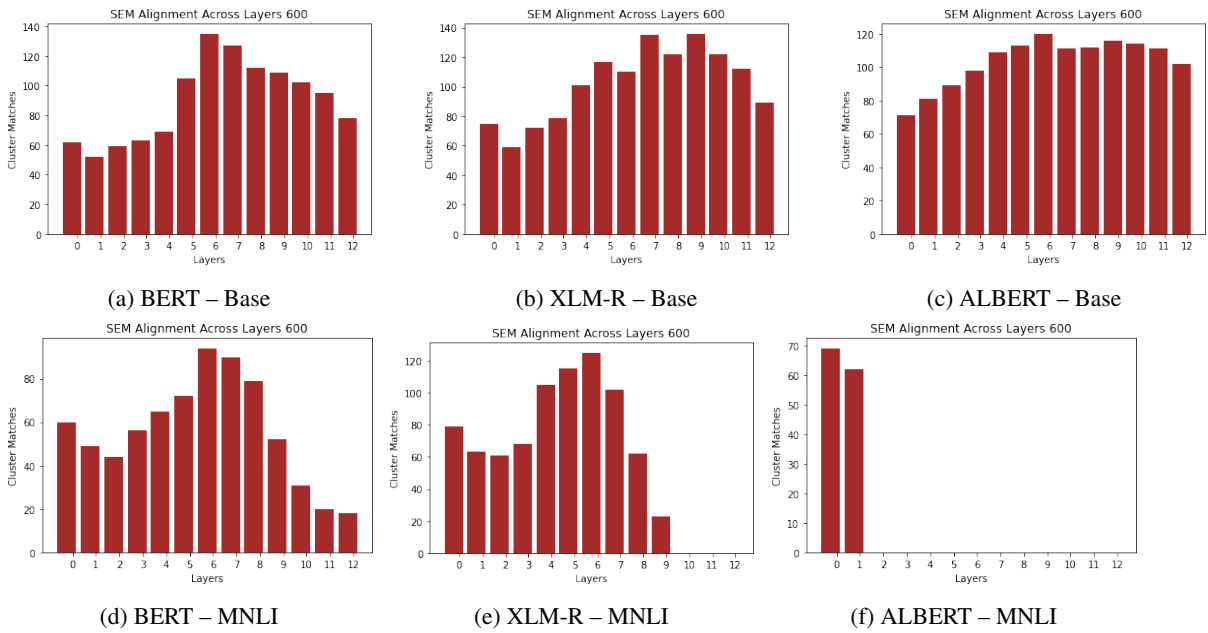 SEM Alignment Across Layers 600
Cluster Matches
140
120
100
80
60
40
20
0
0 1 2 3 4 5 6 7 8 9 10 11 12
Layers
(a) BERT – Base
SEM Alignment Across Layers 600
Cluster Matches
140
120
100
80
60
40
20
0
0 1 2 3 4 5 6 7 8 9 10 11 12
Layers
(b) XLM-R – Base
SEM Alignment Across Layers 600
Cluster Matches
120
100
80
60
40
20
0
0 1 2 3 4 5 6 7 8 9 10 11 12
Layers
(c) ALBERT – Base
SEM Alignment Across Layers 600
Cluster Matches
80
60
40
20
0
0 1 2 3 4 5 6 7 8 9 10 11 12
Layers
(d) BERT – MNLI
SEM Alignment Across Layers 600
Cluster Matches
120
100
80
60
40
20
0
0 1 2 3 4 5 6 7 8 9 10 11 12
Layers
(e) XLM-R – MNLI
SEM Alignment Across Layers 600
Cluster Matches
70
60
50
40
30
20
10
0
0 1 2 3 4 5 6 7 8 9 10 11 12
Layers
(f) ALBERT – MNLI